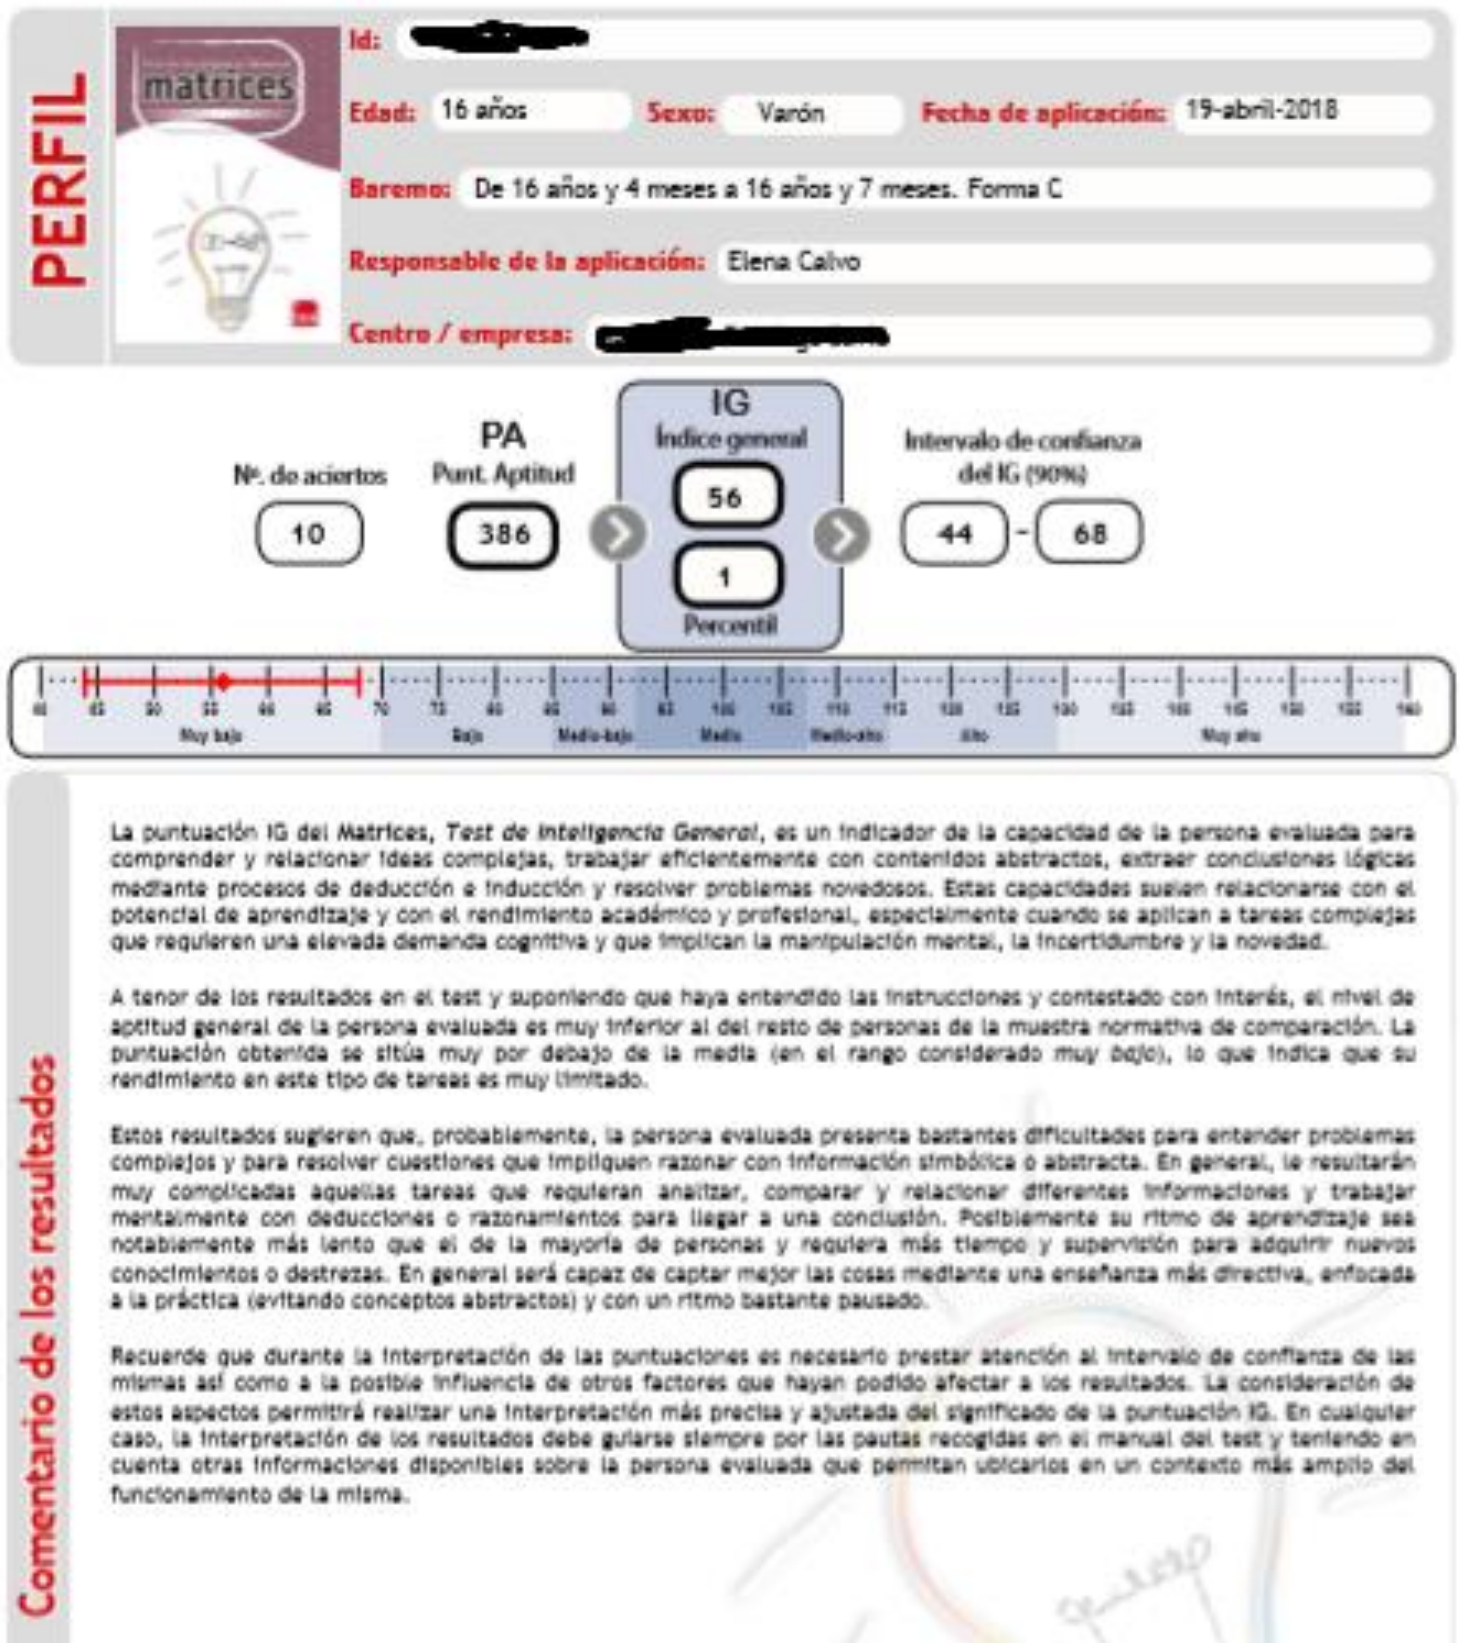 PERFIL
matrices
Id:
Edad: 16 años Sexo: Varón Fecha de aplicación: 19-abril-2018
Baremo: De 16 años y 4 meses a 16 años y 7 meses. Forma C
Responsable de la aplicación: Elena Calvo
Centro / empresa:
Nº. de aciertos
10
PA
Punt. Aptitud
386
IG
Índice general
56
1
Percentil
Intervalo de confianza
del IG (90%)
44 - 68
70
Muy bajo Bajo Medio-bajo Medio Medio-alto Alto Muy alto
Comentario de los resultados
La puntuación IG del Matrices, Test de Inteligencia General, es un indicador de la capacidad de la persona evaluada para
comprender y relacionar ideas complejas, trabajar eficientemente con contenidos abstractos, extraer conclusiones lógicas
mediante procesos de deducción e inducción y resolver problemas novedosos. Estas capacidades suelen relacionarse con el
potencial de aprendizaje y con el rendimiento académico y profesional, especialmente cuando se aplican a tareas complejas
que requieren una elevada demanda cognitiva y que implican la manipulación mental, la incertidumbre y la novedad.
A tenor de los resultados en el test y suponiendo que haya entendido las instrucciones y contestado con interés, el nivel de
aptitud general de la persona evaluada es muy inferior al del resto de personas de la muestra normativa de comparación. La
puntuación obtenida se sitúa muy por debajo de la media (en el rango considerado muy bajo), lo que indica que su
rendimiento en este tipo de tareas es muy limitado.
Estos resultados sugieren que, probablemente, la persona evaluada presenta bastantes dificultades para entender problemas
complejos y para resolver cuestiones que impliquen razonar con información simbólica o abstracta. En general, le resultarán
muy complicadas aquellas tareas que requieran analizar, comparar y relacionar diferentes informaciones y trabajar
mentalmente con deducciones o razonamientos para llegar a una conclusión. Posiblemente su ritmo de aprendizaje sea
notablemente más lento que el de la mayoría de personas y requiera más tiempo y supervisión para adquirir nuevos
conocimientos o destrezas. En general será capaz de captar mejor las cosas mediante una enseñanza más directiva, enfocada
a la práctica (evitando conceptos abstractos) y con un ritmo bastante pausado.
Recuerde que durante la interpretación de las puntuaciones es necesario prestar atención al intervalo de confianza de las
mismas así como a la posible influencia de otros factores que hayan podido afectar a los resultados. La consideración de
estos aspectos permitirá realizar una interpretación más precisa y ajustada del significado de la puntuación IG. En cualquier
caso, la interpretación de los resultados debe guiarse siempre por las pautas recogidas en el manual del test y teniendo en
cuenta otras informaciones disponibles sobre la persona evaluada que permitan ubicarlos en un contexto más amplio del
funcionamiento de la misma.